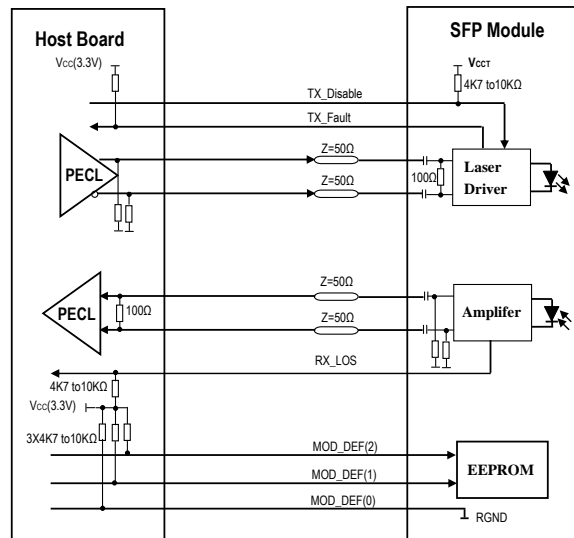 Host Board
SFP Module
Vcc(3.3V)
VCCT
4K7 to10KΩ
TX_Disable
TX_Fault
PECL
Z=50Ω
Z=50Ω
100Ω
Laser
Driver
PECL
100Ω
Z=50Ω
Z=50Ω
Amplifer
RX_LOS
4K7 to10KΩ
Vcc(3.3V)
3X4K7 to10KΩ
MOD_DEF(2)
MOD_DEF(1)
MOD_DEF(0)
EEPROM
RGND